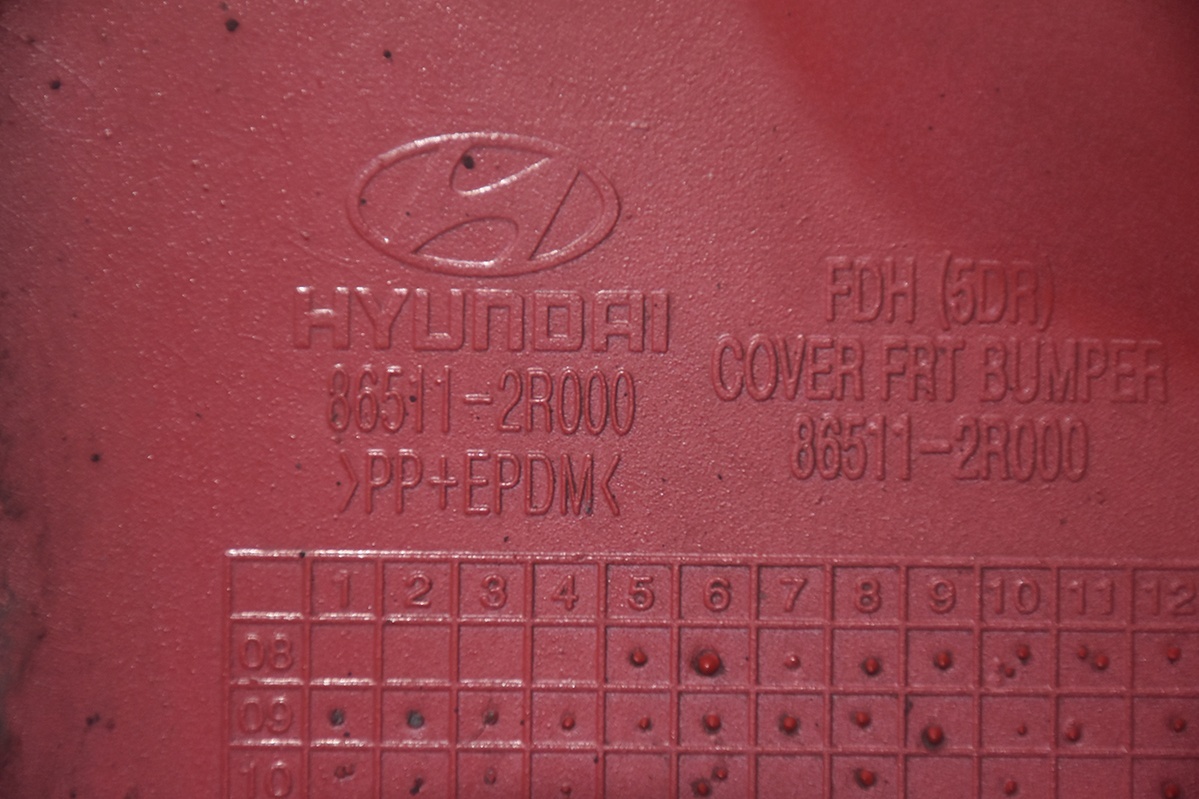 HYUNDAI
86511-2R000
>PP+EPDM<
FDH (5DR)
COVER FRT BUMPER
86511-2R000
1 2 3 4 5 6 7 8 9 10 11 12
08
09
10